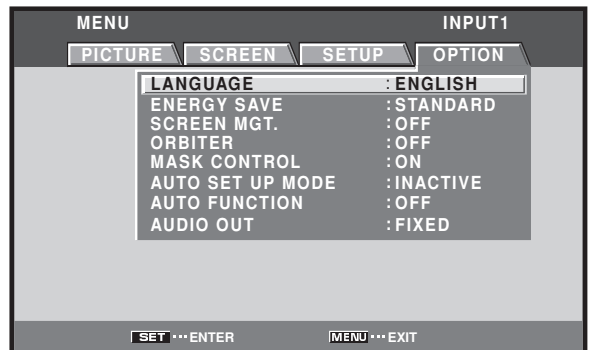 MENU INPUT1
PICTURE SCREEN SETUP OPTION
LANGUAGE :ENGLISH
ENERGY SAVE :STANDARD
SCREEN MGT. :OFF
ORBITER :OFF
MASK CONTROL :ON
AUTO SET UP MODE :INACTIVE
AUTO FUNCTION :OFF
AUDIO OUT :FIXED
SET ··· ENTER MENU ··· EXIT